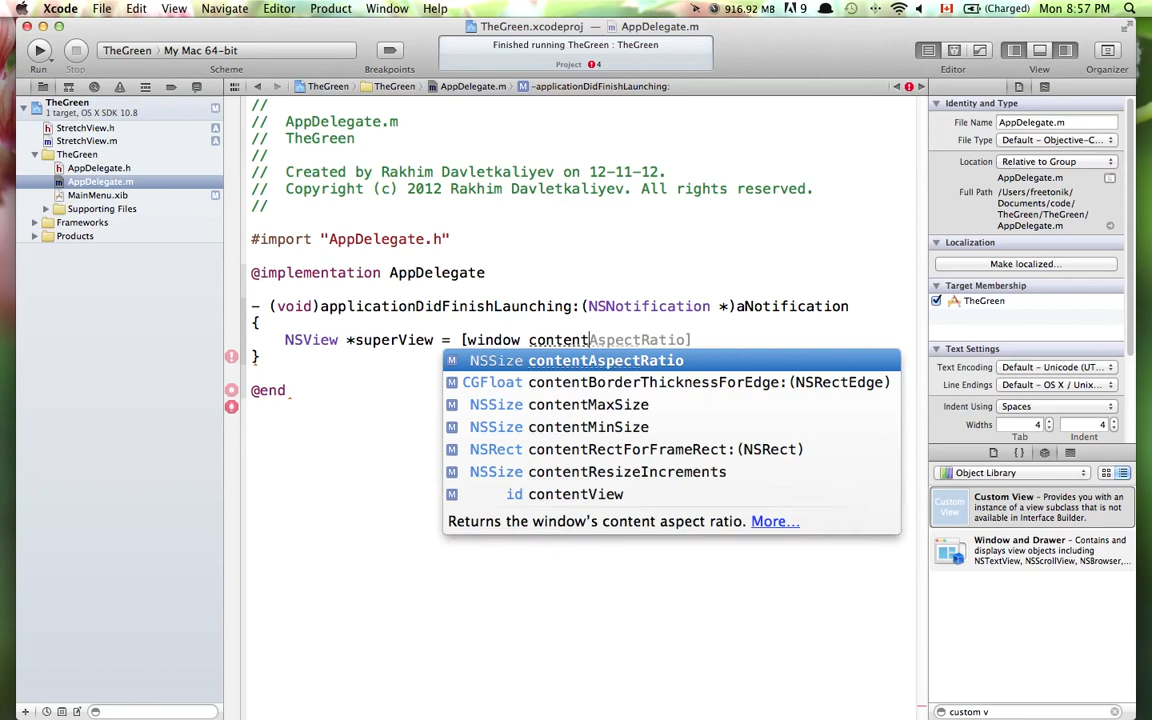 Xcode File Edit View Navigate Editor Product Window Help 916.92 MB 9 (Charged) Mon 8:57 PM
TheGreen.xcodeproj — AppDelegate.m
TheGreen My Mac 64-bit
Finished running TheGreen : TheGreen
Project 4
Run Stop Scheme Breakpoints Editor View Organizer
TheGreen TheGreen AppDelegate.m -applicationDidFinishLaunching:
TheGreen
1 target, OS X SDK 10.8
M
StretchView.h A
StretchView.m A
TheGreen
AppDelegate.h
AppDelegate.m
MainMenu.xib M
Supporting Files
Frameworks
Products
//
// AppDelegate.m
// TheGreen
//
// Created by Rakhim Davletkaliyev on 12-11-12.
// Copyright (c) 2012 Rakhim Davletkaliyev. All rights reserved.
//
#import "AppDelegate.h"
@implementation AppDelegate
- (void)applicationDidFinishLaunching:(NSNotification *)aNotification
{
NSView *superView = [window contentAspectRatio]
}
@end
M NSSize contentAspectRatio
M CGFloat contentBorderThicknessForEdge:(NSRectEdge)
M NSSize contentMaxSize
M NSSize contentMinSize
M NSRect contentRectForFrameRect:(NSRect)
M NSSize contentResizeIncrements
M id contentView
Returns the window's content aspect ratio. More...
Identity and Type
File Name AppDelegate.m
File Type Default - Objective-C...
Location Relative to Group
AppDelegate.m
Full Path /Users/freetonik/
Documents/code/
TheGreen/TheGreen/
AppDelegate.m
Localization
Make localized...
Target Membership
TheGreen
Text Settings
Text Encoding Default - Unicode (UT...
Line Endings Default - OS X / Unix...
Indent Using Spaces
Widths 4 4
Tab Indent
Object Library
Custom View
Custom View - Provides you with an instance of a view subclass that is not available in Interface Builder.
Window and Drawer - Contains and displays view objects including NSTextView, NSScrollView, NSBrowser,...
custom v